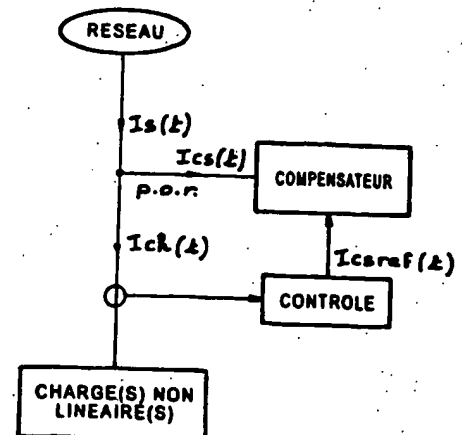 RESEAU
Is(t)
Ics(t)
COMPENSATEUR
p.o.r.
Ich(t)
Icsref(t)
CONTROLE
CHARGE(S) NON
LINEAIRE(S)